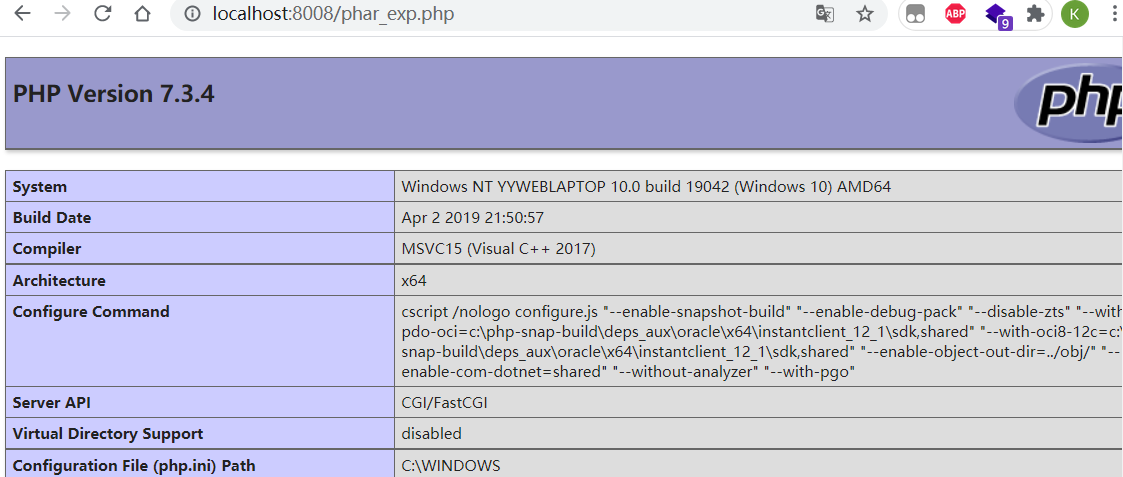 localhost:8008/phar_exp.php
ABP
9
K
PHP Version 7.3.4
php
System Windows NT YYWEBLAPTOP 10.0 build 19042 (Windows 10) AMD64
Build Date Apr 2 2019 21:50:57
Compiler MSVC15 (Visual C++ 2017)
Architecture x64
Configure Command cscript /nologo configure.js "--enable-snapshot-build" "--enable-debug-pack" "--disable-zts" "--with
pdo-oci=c:\php-snap-build\deps_aux\oracle\x64\instantclient_12_1\sdk,shared" "--with-oci8-12c=c:\
snap-build\deps_aux\oracle\x64\instantclient_12_1\sdk,shared" "--enable-object-out-dir=../obj/" "--
enable-com-dotnet=shared" "--without-analyzer" "--with-pgo"
Server API CGI/FastCGI
Virtual Directory Support disabled
Configuration File (php.ini) Path C:\WINDOWS